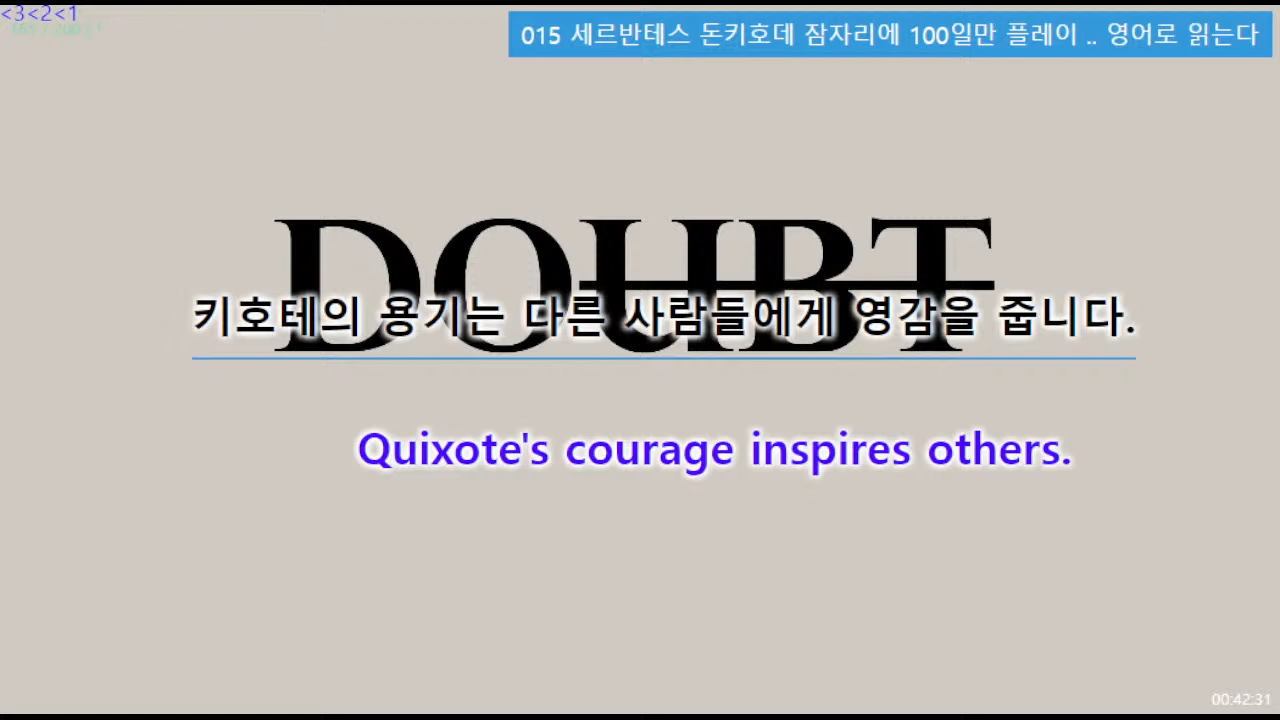 <3<2<1
015 세르반테스 돈키호데 잠자리에 100일만 플레이 .. 영어로 읽는다
DOUBT
키호테의 용기는 다른 사람들에게 영감을 줍니다.
Quixote's courage inspires others.
00:42:31